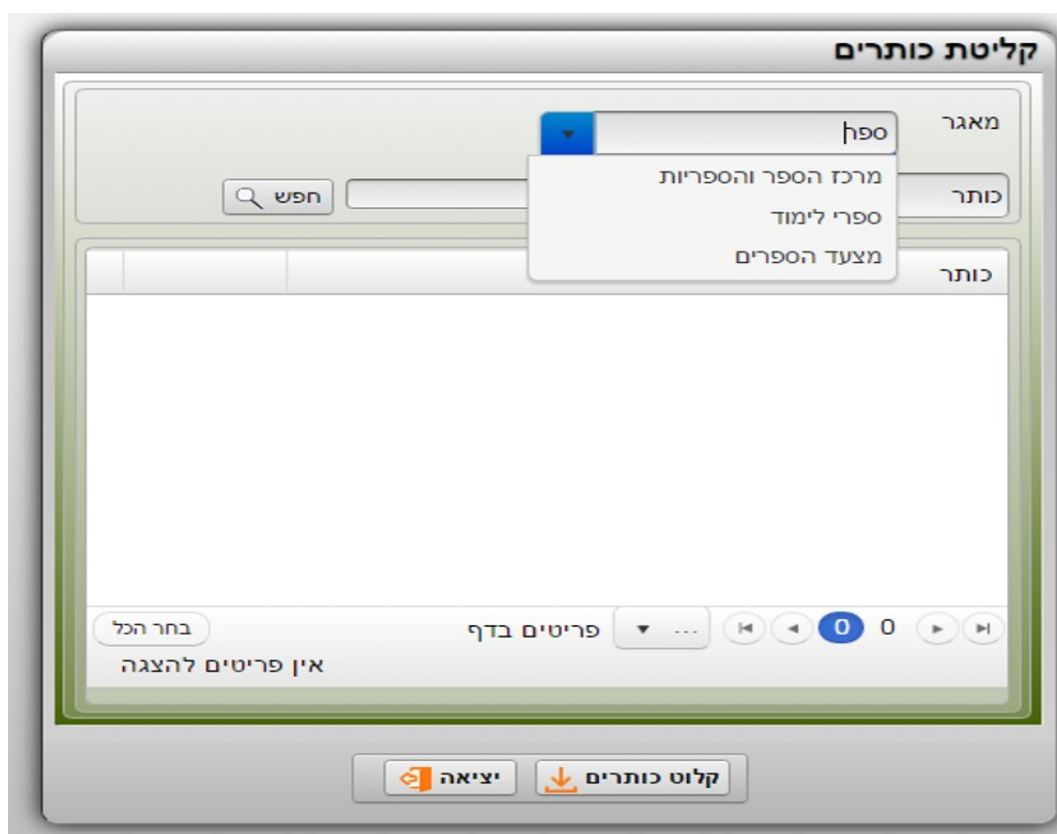 קליטת כותרים
מאגר
ספר
מרכז הספר והספריות
ספרי לימוד
מצעד הספרים
כותר
חפש
כותר
0 0 ... פריטים בדף
בחר הכל
אין פריטים להצגה
קלוט כותרים
יציאה